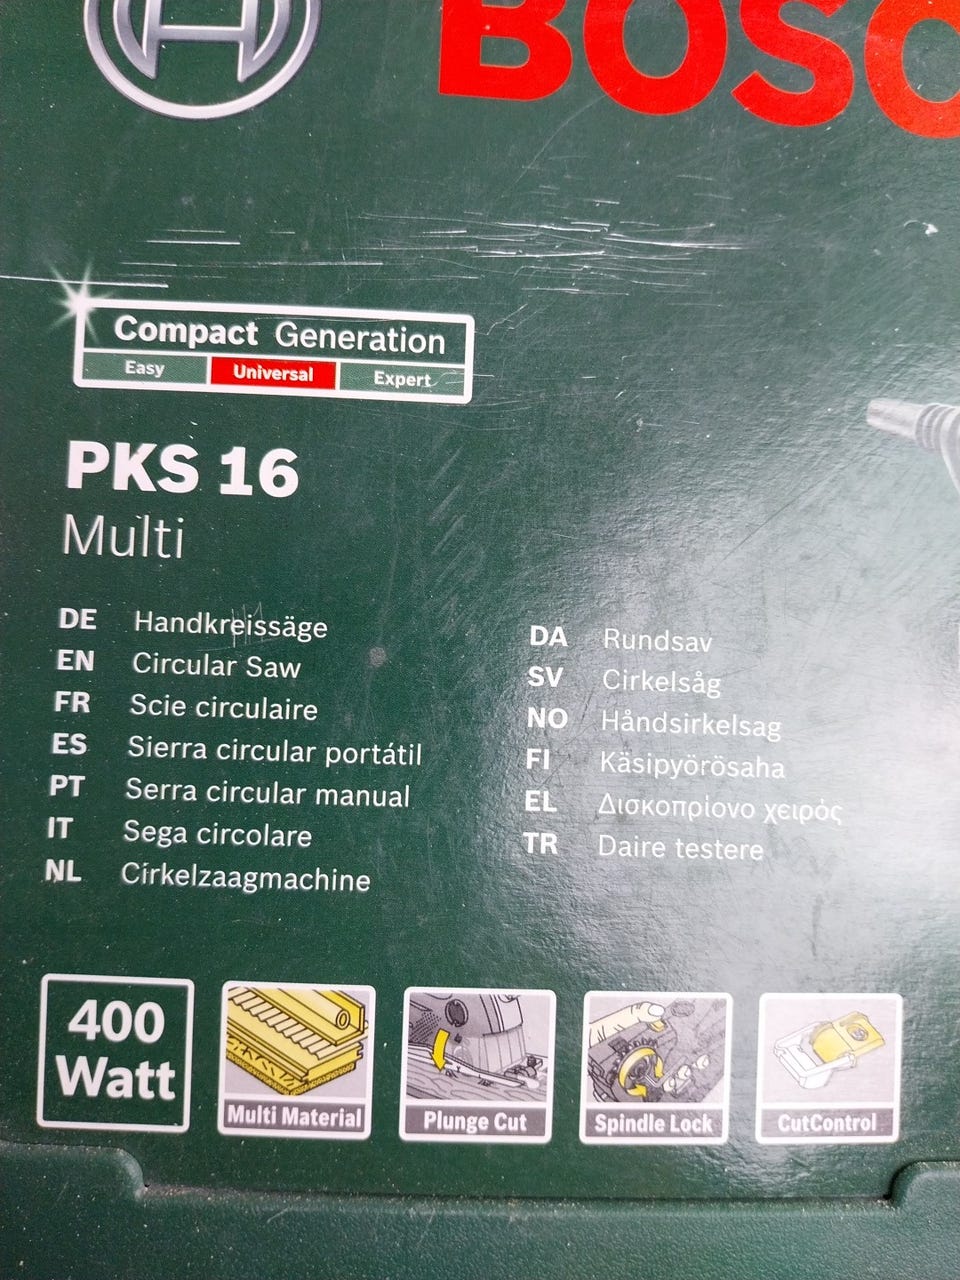 BOSC
Compact Generation
Easy Universal Expert
PKS 16
Multi
DE Handkreissäge
EN Circular Saw
FR Scie circulaire
ES Sierra circular portátil
PT Serra circular manual
IT Sega circolare
NL Cirkelzaagmachine
DA Rundsav
SV Cirkelsåg
NO Håndsirkelsag
FI Käsipyörösaha
EL Δισκοπρίονο χειρός
TR Daire testere
400
Watt
Multi Material
Plunge Cut
Spindle Lock
CutControl